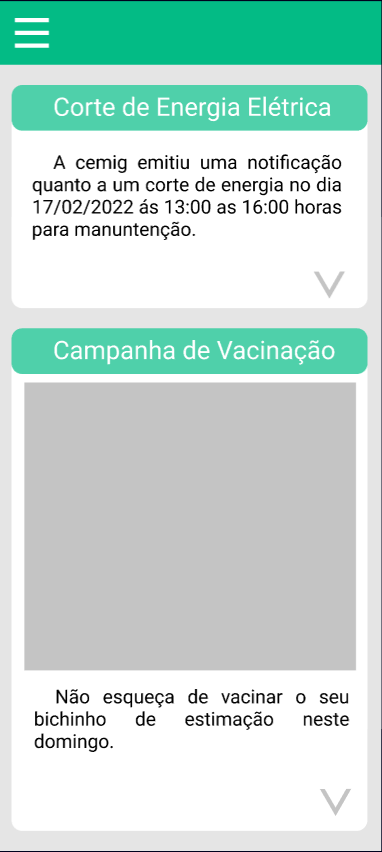 Corte de Energia Elétrica
A cemig emitiu uma notificação
quanto a um corte de energia no dia
17/02/2022 ás 13:00 as 16:00 horas
para manuntenção.
Campanha de Vacinação
Não esqueça de vacinar o seu
bichinho de estimação neste
domingo.